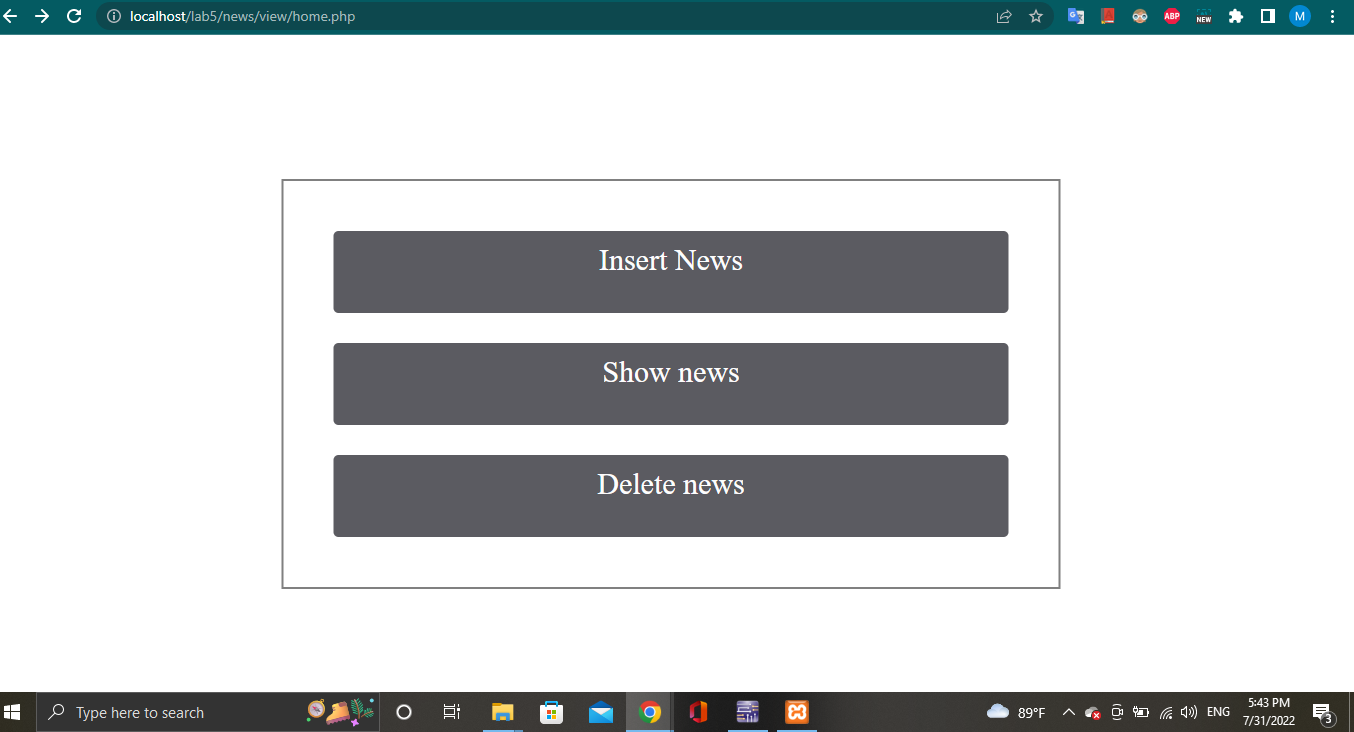 localhost/lab5/news/view/home.php
G
ABP
NEW
M
Insert News
Show news
Delete news
Type here to search
89°F
ENG
5:43 PM
7/31/2022
3